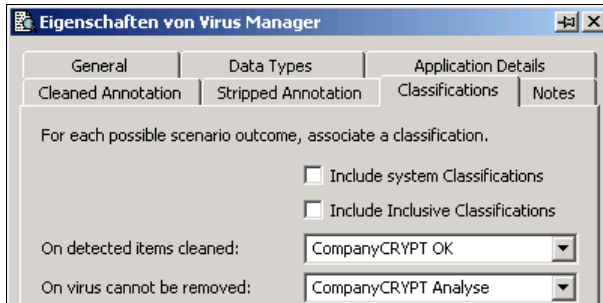 Eigenschaften von Virus Manager
General Data Types Application Details
Cleaned Annotation Stripped Annotation Classifications Notes
For each possible scenario outcome, associate a classification.
Include system Classifications
Include Inclusive Classifications
On detected items cleaned: CompanyCRYPT OK
On virus cannot be removed: CompanyCRYPT Analyse